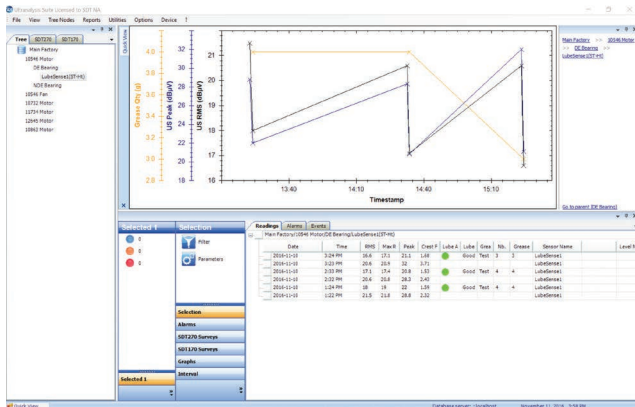 UltrAnalysis Suite Licensed to SDT NA
File View Tree Nodes Reports Utilities Options Device ?
Tree SDT270 SDT170
Main Factory
10546 Motor
DE Bearing
LubeSense1(ST-Ht)
NDE Bearing
10546 Fan
10732 Motor
11734 Motor
12645 Motor
10862 Motor
Quick View
Grease Qty (g)
4.0
3.8
3.6
3.4
3.2
3.0
2.8
US Peak (dBµV)
32
30
28
26
24
22
20
18
US RMS (dBµV)
21
20
19
18
17
16
13:40 14:10 14:40 15:10
Timestamp
Main Factory >> 10546 Motor
>> DE Bearing >>
LubeSense1(ST-Ht)
Go to parent (DE Bearing)
Selected 1
0
0
0
Selected 1
Selection
Filter
Parameters
Selection
Alarms
SDT270 Surveys
SDT170 Surveys
Graphs
Interval
Readings Alarms Events
Main Factory/10546 Motor/DE Bearing/LubeSense1(ST-Ht)
Date Time RMS Max R Peak Crest F Lube A Lube Grea Nb. Grease Sensor Name Level N
2016-11-10 3:24 PM 16.6 17.1 21.1 1.68 Good Test 3 3 LubeSense1
2016-11-10 3:23 PM 20.6 20.9 32 3.71 LubeSense1
2016-11-10 2:33 PM 17.1 17.4 20.8 1.53 Good Test 4 4 LubeSense1
2016-11-10 2:32 PM 20.6 20.8 28.3 2.43 LubeSense1
2016-11-10 1:24 PM 18 19 22 1.59 Good Test 4 4 LubeSense1
2016-11-10 1:22 PM 21.5 21.8 28.8 2.32 LubeSense1
Quick View
Database server: localhost November 11, 2016 3:58 PM